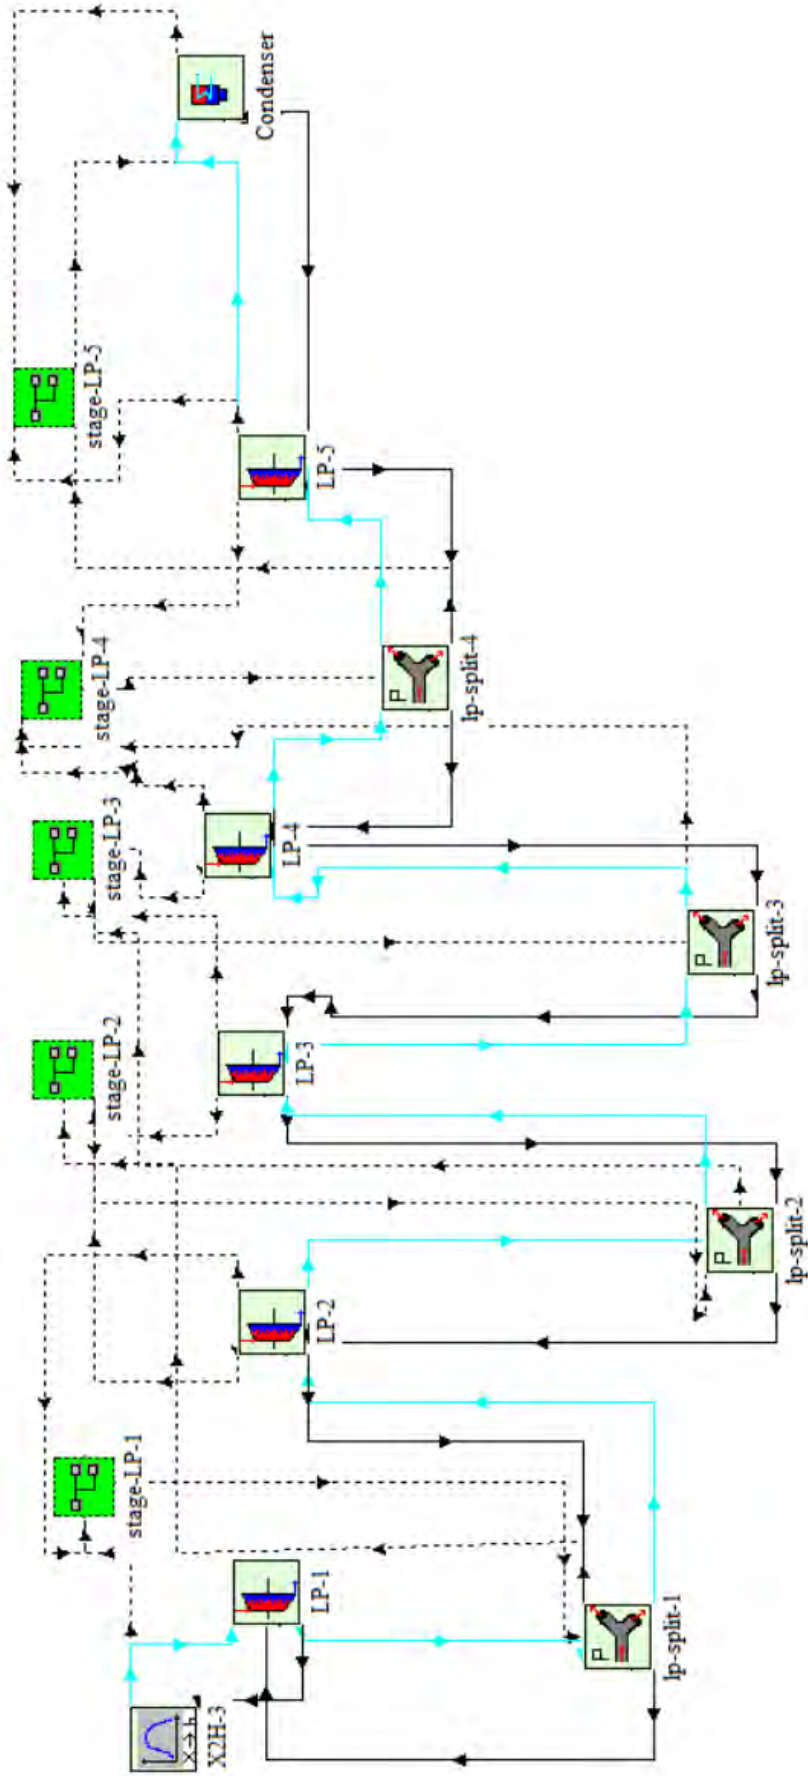 X→h
X2H-3
LP-1
stage-LP-1
P
lp-split-1
LP-2
stage-LP-2
P
lp-split-2
LP-3
stage-LP-3
P
lp-split-3
LP-4
stage-LP-4
P
lp-split-4
LP-5
stage-LP-5
Condenser